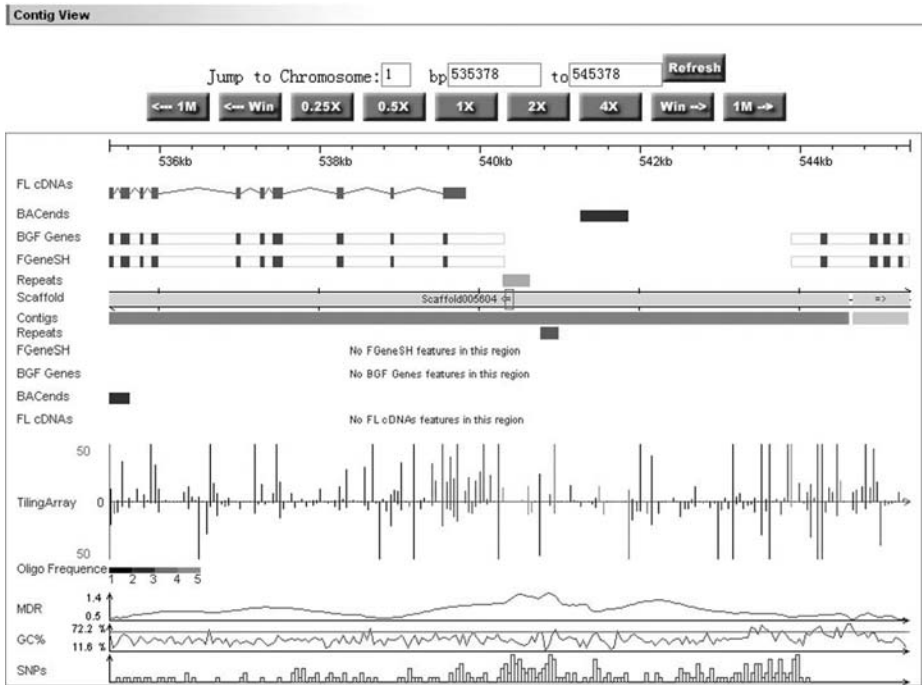 Contig View
Jump to Chromosome: 1 bp 535378 to 545378 Refresh
<--- 1M <--- Win 0.25X 0.5X 1X 2X 4X Win --> 1M -->
536kb 538kb 540kb 542kb 544kb
FL cDNAs
BACends
BGF Genes
FGeneSH
Repeats
Scaffold Scaffold005604
Contigs
Repeats
FGeneSH No FGeneSH features in this region
BGF Genes No BGF Genes features in this region
BACends
FL cDNAs No FL cDNAs features in this region
50
TilingArray 0
50
Oligo Frequence
1 2 3 4 5
1.4
MDR
0.5
72.2 %
GC%
11.6 %
SNPs